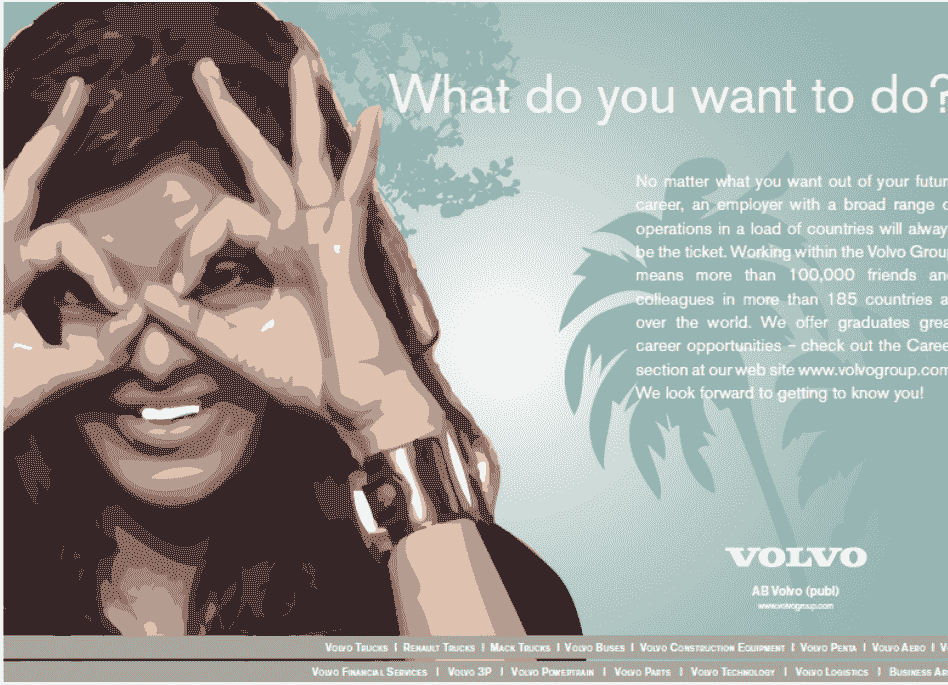 What do you want to do?
No matter what you want out of your futur
career, an employer with a broad range o
operations in a load of countries will alway
be the ticket. Working within the Volvo Group
means more than 100,000 friends and
colleagues in more than 185 countries a
over the world. We offer graduates grea
career opportunities – check out the Caree
section at our web site www.volvogroup.com
We look forward to getting to know you!
VOLVO
AB Volvo (publ)
www.volvogroup.com
Volvo Trucks | Renault Trucks | Mack Trucks | Volvo Buses | Volvo Construction Equipment | Volvo Penta | Volvo Aero | V
Volvo Financial Services | Volvo 3P | Volvo Powertrain | Volvo Parts | Volvo Technology | Volvo Logistics | Business Ar